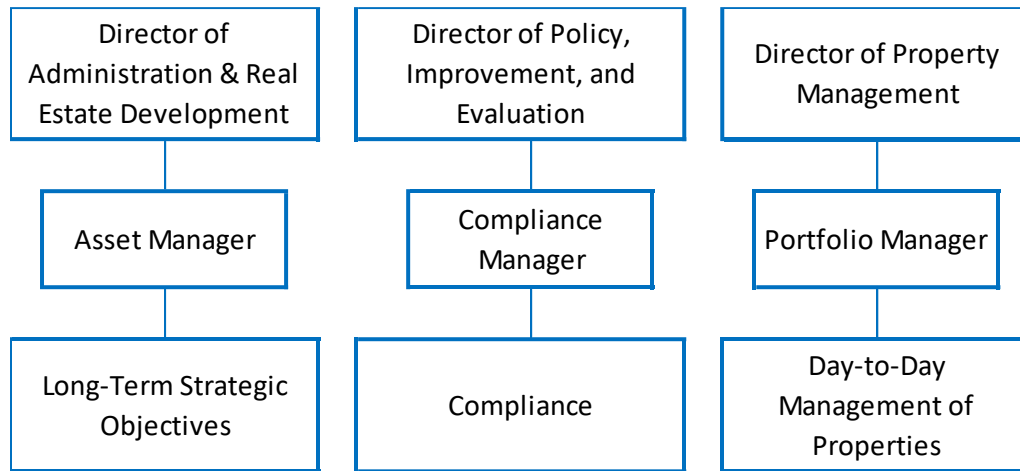 Director of
Administration & Real
Estate Development
Director of Policy,
Improvement, and
Evaluation
Director of Property
Management
Asset Manager
Compliance
Manager
Portfolio Manager
Long-Term Strategic
Objectives
Compliance
Day-to-Day
Management of
Properties